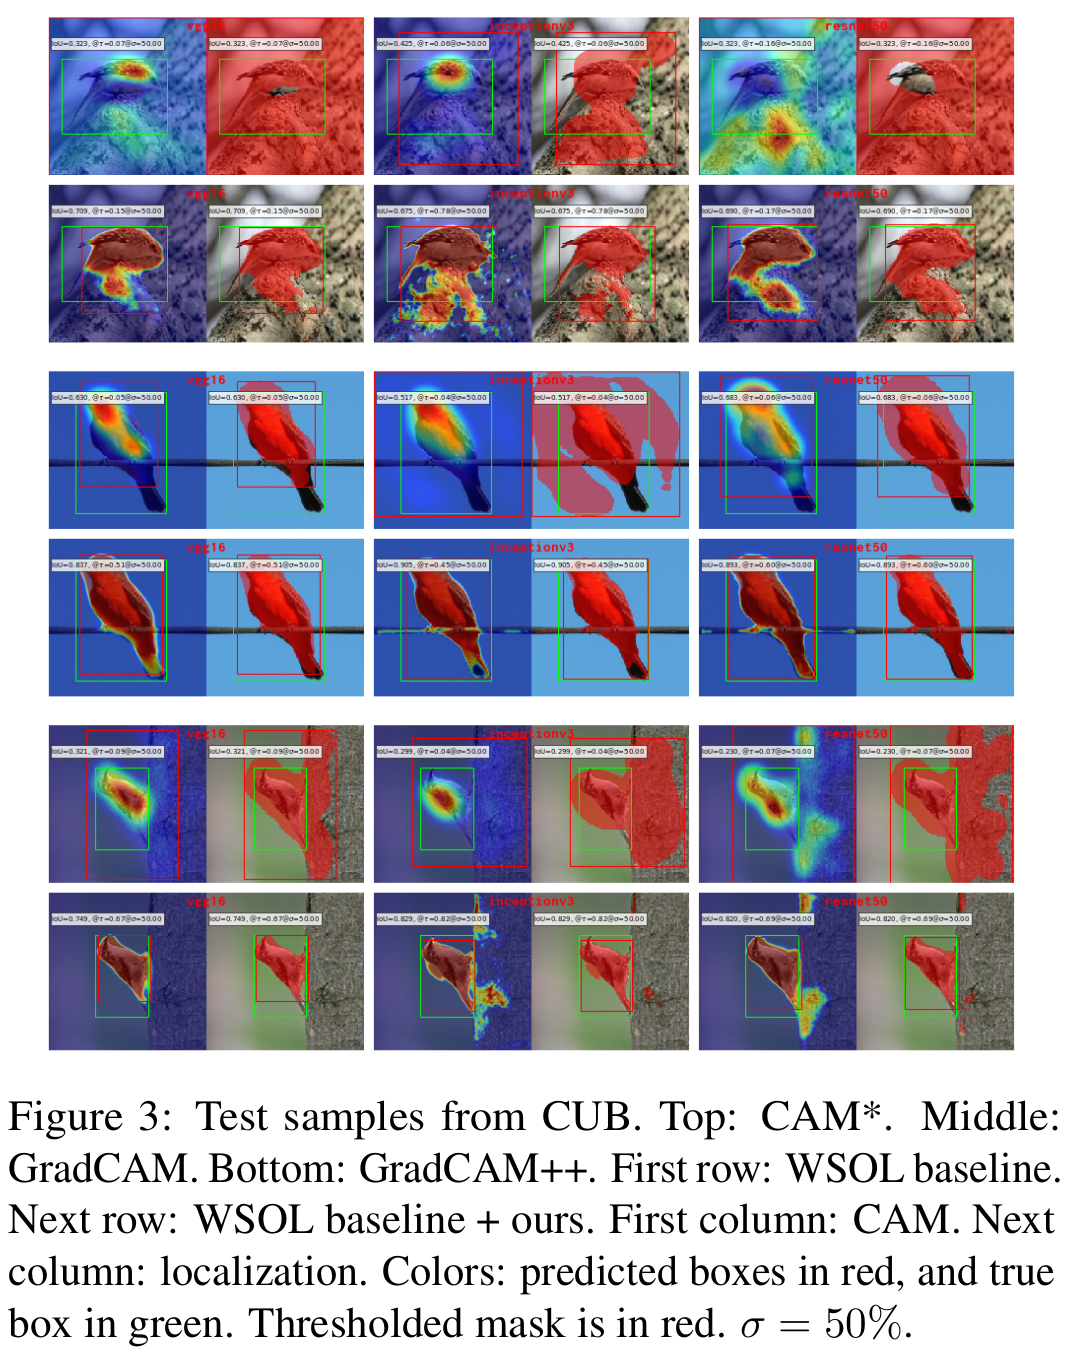 vgg16 inceptionv3 resnet50
IoU=0.323, @τ=0.07@σ=50.00 IoU=0.323, @τ=0.07@σ=50.00 IoU=0.425, @τ=0.06@σ=50.00 IoU=0.425, @τ=0.06@σ=50.00 IoU=0.323, @τ=0.16@σ=50.00 IoU=0.323, @τ=0.16@σ=50.00
vgg16 inceptionv3 resnet50
IoU=0.709, @τ=0.15@σ=50.00 IoU=0.709, @τ=0.15@σ=50.00 IoU=0.675, @τ=0.78@σ=50.00 IoU=0.675, @τ=0.78@σ=50.00 IoU=0.690, @τ=0.17@σ=50.00 IoU=0.690, @τ=0.17@σ=50.00
vgg16 inceptionv3 resnet50
IoU=0.630, @τ=0.05@σ=50.00 IoU=0.630, @τ=0.05@σ=50.00 IoU=0.517, @τ=0.04@σ=50.00 IoU=0.517, @τ=0.04@σ=50.00 IoU=0.683, @τ=0.06@σ=50.00 IoU=0.683, @τ=0.06@σ=50.00
vgg16 inceptionv3 resnet50
IoU=0.837, @τ=0.51@σ=50.00 IoU=0.837, @τ=0.51@σ=50.00 IoU=0.905, @τ=0.45@σ=50.00 IoU=0.905, @τ=0.45@σ=50.00 IoU=0.893, @τ=0.60@σ=50.00 IoU=0.893, @τ=0.60@σ=50.00
vgg16 inceptionv3 resnet50
IoU=0.321, @τ=0.09@σ=50.00 IoU=0.321, @τ=0.09@σ=50.00 IoU=0.299, @τ=0.04@σ=50.00 IoU=0.299, @τ=0.04@σ=50.00 IoU=0.230, @τ=0.07@σ=50.00 IoU=0.230, @τ=0.07@σ=50.00
vgg16 inceptionv3 resnet50
IoU=0.749, @τ=0.67@σ=50.00 IoU=0.749, @τ=0.67@σ=50.00 IoU=0.829, @τ=0.82@σ=50.00 IoU=0.829, @τ=0.82@σ=50.00 IoU=0.820, @τ=0.69@σ=50.00 IoU=0.820, @τ=0.69@σ=50.00
Figure 3: Test samples from CUB. Top: CAM*. Middle:
GradCAM. Bottom: GradCAM++. First row: WSOL baseline.
Next row: WSOL baseline + ours. First column: CAM. Next
column: localization. Colors: predicted boxes in red, and true
box in green. Thresholded mask is in red. σ = 50%.